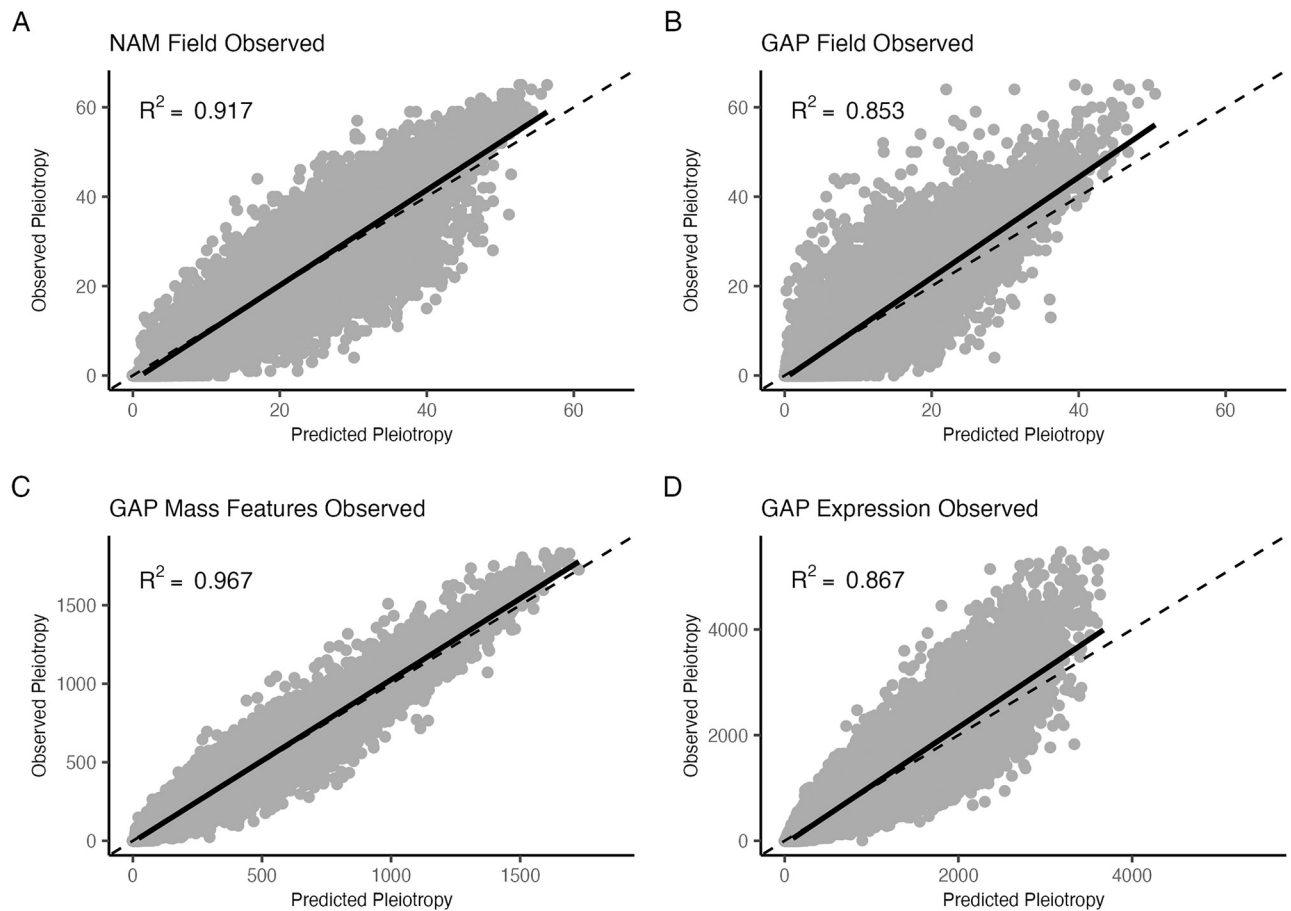 A
NAM Field Observed
R2 = 0.917
Observed Pleiotropy
60
40
20
0
0 20 40 60
Predicted Pleiotropy
B
GAP Field Observed
R2 = 0.853
Observed Pleiotropy
60
40
20
0
0 20 40 60
Predicted Pleiotropy
C
GAP Mass Features Observed
R2 = 0.967
Observed Pleiotropy
1500
1000
500
0
0 500 1000 1500
Predicted Pleiotropy
D
GAP Expression Observed
R2 = 0.867
Observed Pleiotropy
4000
2000
0
0 2000 4000
Predicted Pleiotropy